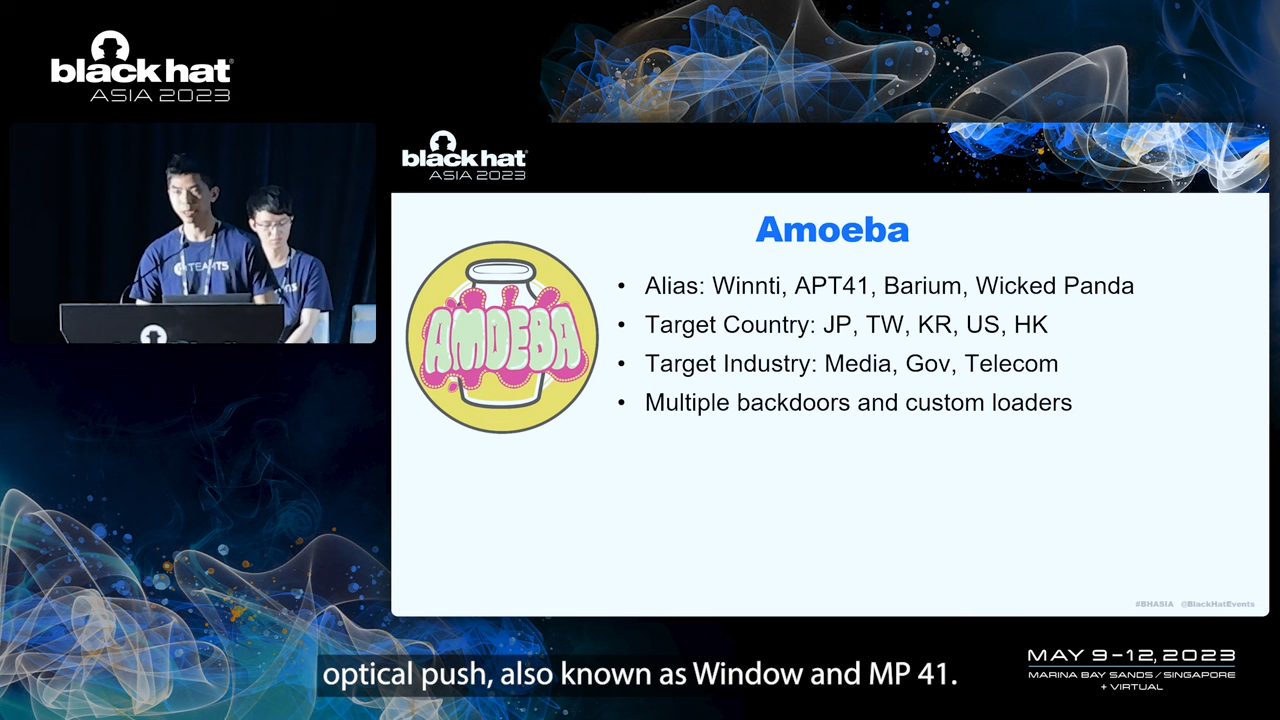 black hat
ASIA 2023
black hat
ASIA 2023
TEAMT5
Amoeba
AMOEBA
• Alias: Winnti, APT41, Barium, Wicked Panda
• Target Country: JP, TW, KR, US, HK
• Target Industry: Media, Gov, Telecom
• Multiple backdoors and custom loaders
#BHASIA @BlackHatEvents
optical push, also known as Window and MP 41.
MAY 9-12, 2023
MARINA BAY SANDS / SINGAPORE
+ VIRTUAL